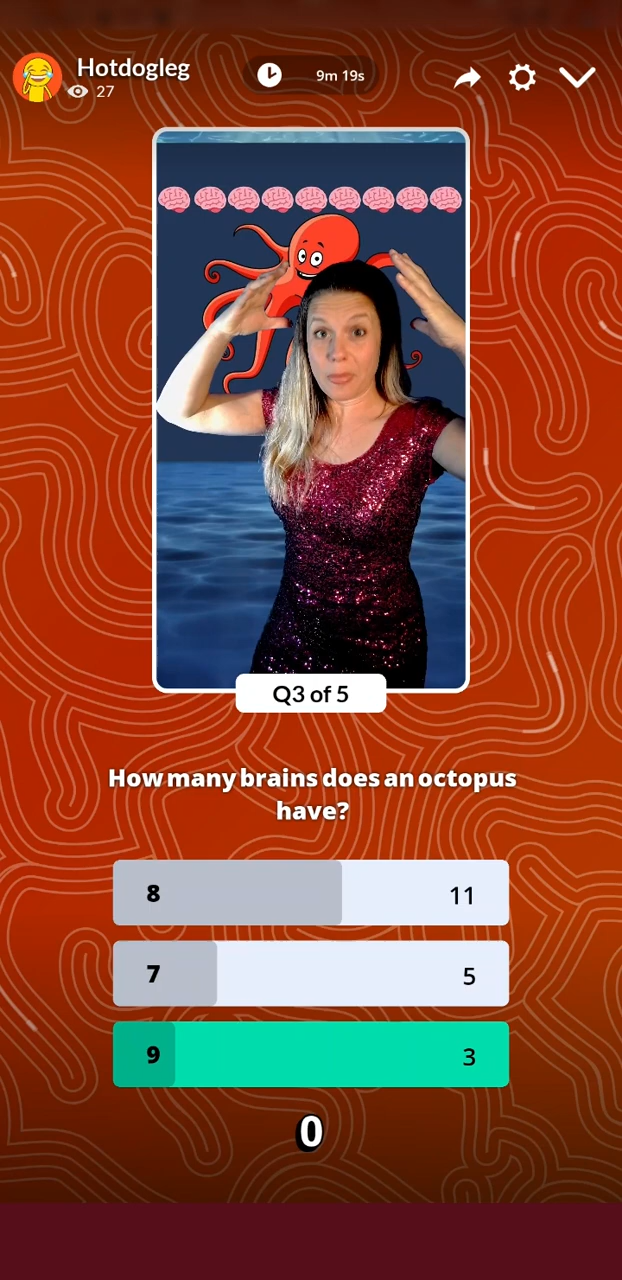 Hotdogleg
27
9m 19s
Q3 of 5
How many brains does an octopus
have?
8 11
7 5
9 3
0